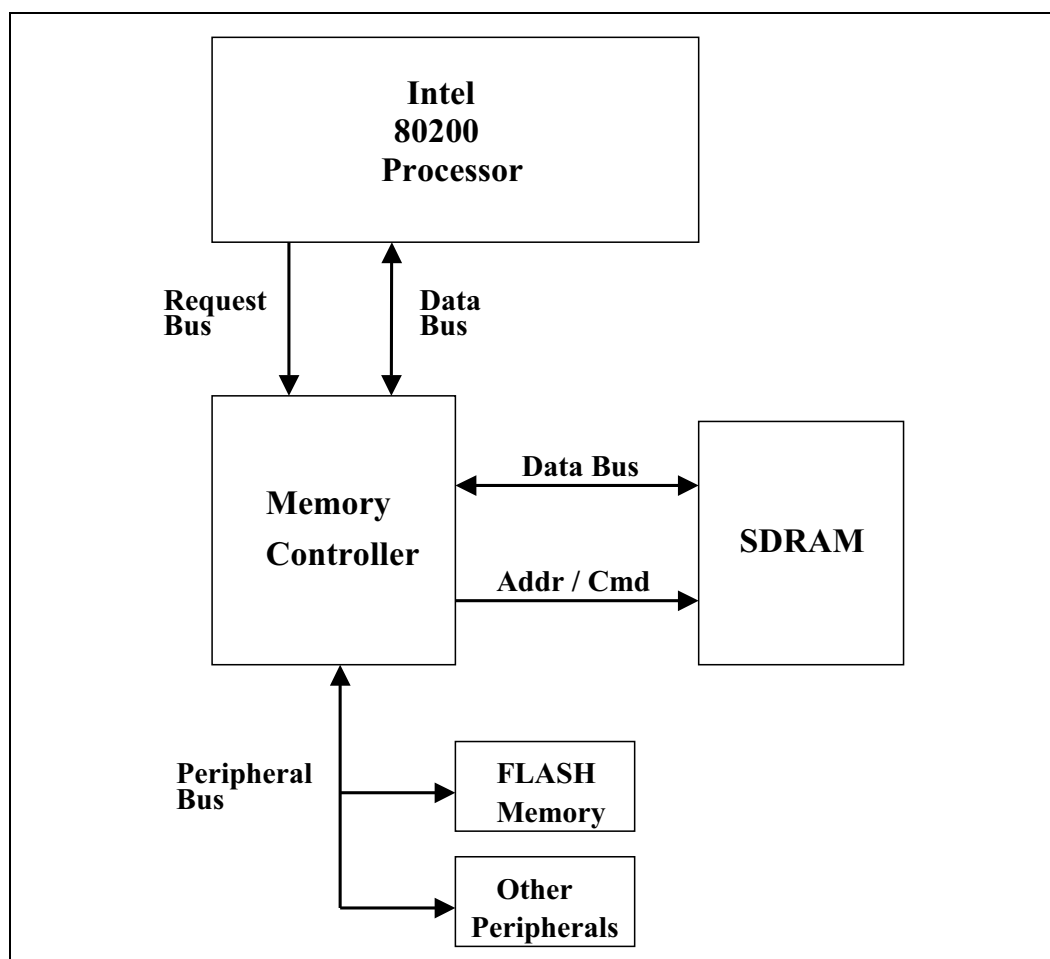 Intel
80200
Processor
Request
Bus
Data
Bus
Memory
Controller
Data Bus
SDRAM
Addr / Cmd
Peripheral
Bus
FLASH
Memory
Other
Peripherals